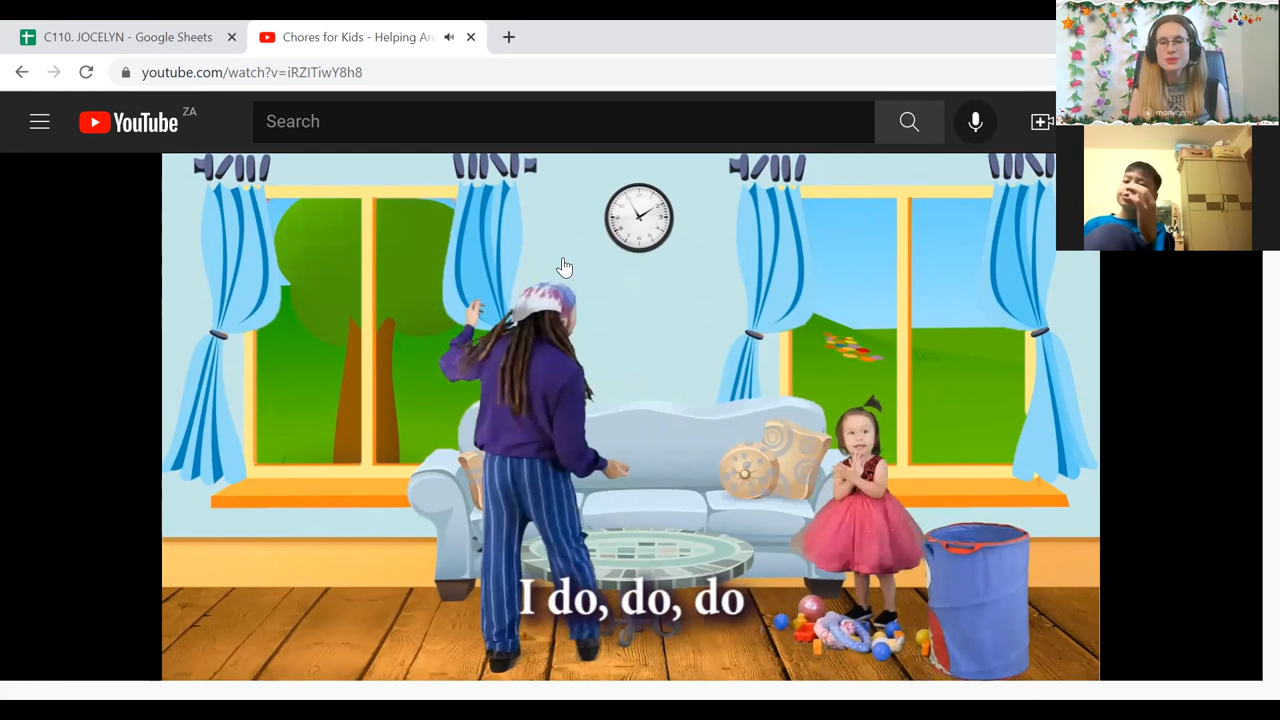 C110. JOCELYN - Google Sheets
Chores for Kids - Helping Ar
youtube.com/watch?v=iRZITiwY8h8
YouTube ZA
Search
I do, do, do